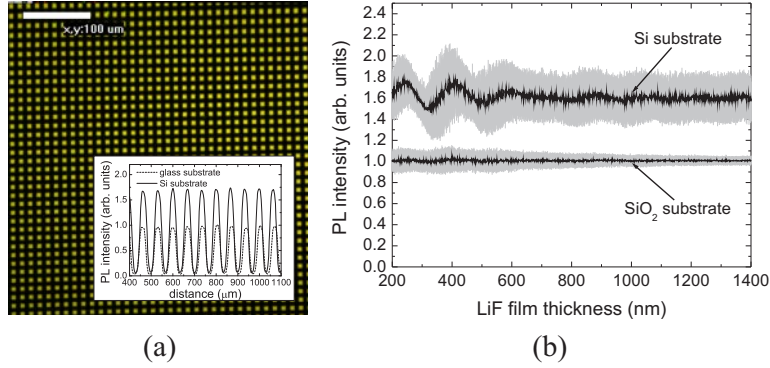 x,y:100 um
PL intensity (arb. units)
2.0
1.5
1.0
0.5
0.0
glass substrate
Si substrate
400 500 600 700 800 900 1000 1100
distance (μm)
(a)
PL intensity (arb. units)
2.6
2.4
2.2
2.0
1.8
1.6
1.4
1.2
1.0
0.8
0.6
0.4
0.2
0.0
Si substrate
SiO₂ substrate
200 400 600 800 1000 1200 1400
LiF film thickness (nm)
(b)